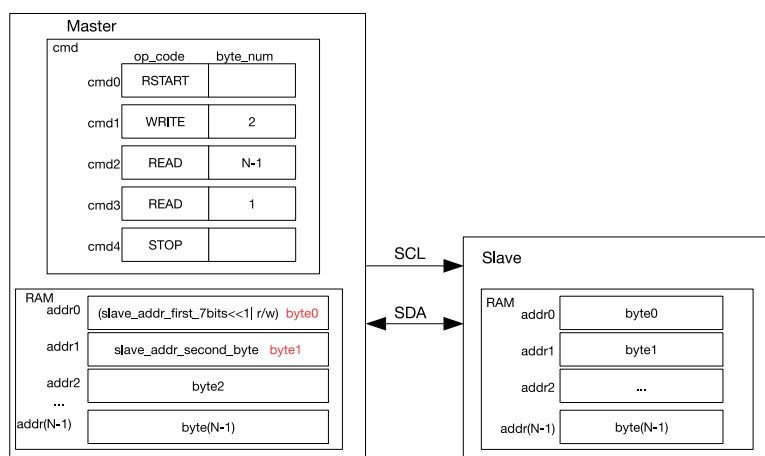 Master
cmd
op_code byte_num
cmd0 RSTART
cmd1 WRITE 2
cmd2 READ N-1
cmd3 READ 1
cmd4 STOP
RAM
addr0 (slave_addr_first_7bits<<1| r/w) byte0
addr1 slave_addr_second_byte byte1
addr2 byte2
...
addr(N-1) byte(N-1)
SCL
SDA
Slave
RAM
addr0 byte0
addr1 byte1
addr2 ...
addr(N-1) byte(N-1)